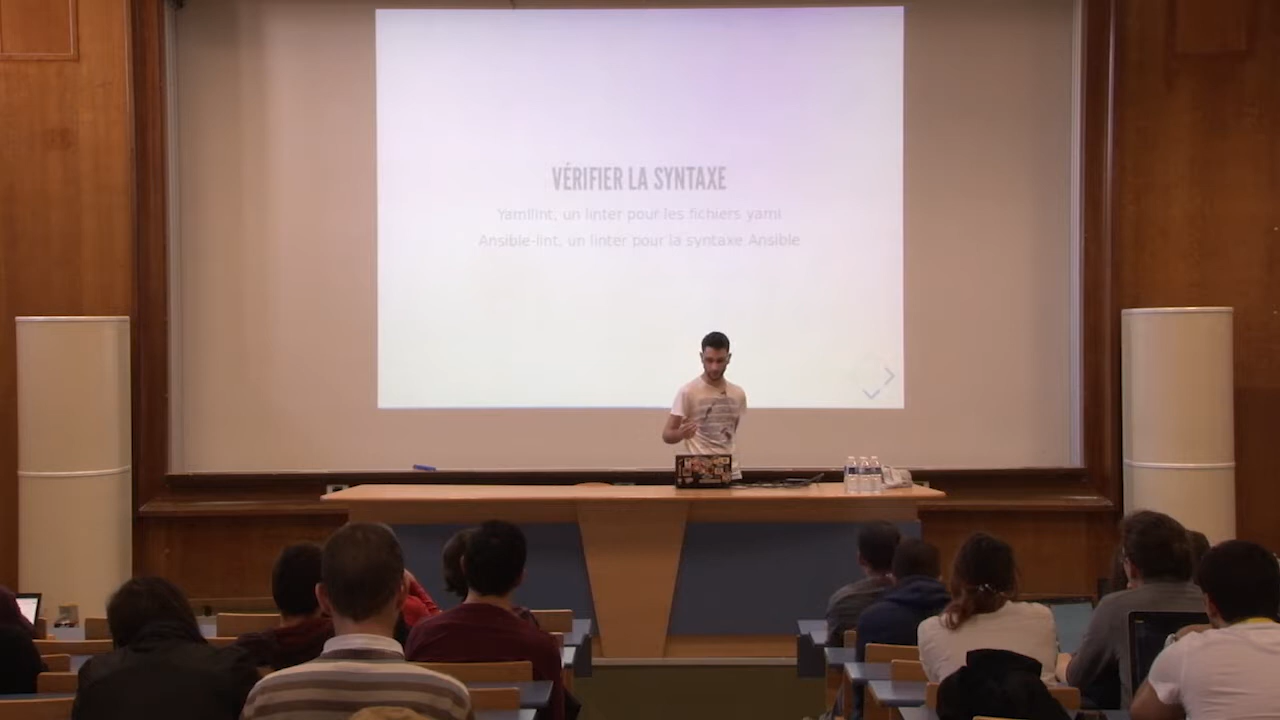 VÉRIFIER LA SYNTAXE
Yamllint, un linter pour les fichiers yaml
Ansible-lint, un linter pour la syntaxe Ansible